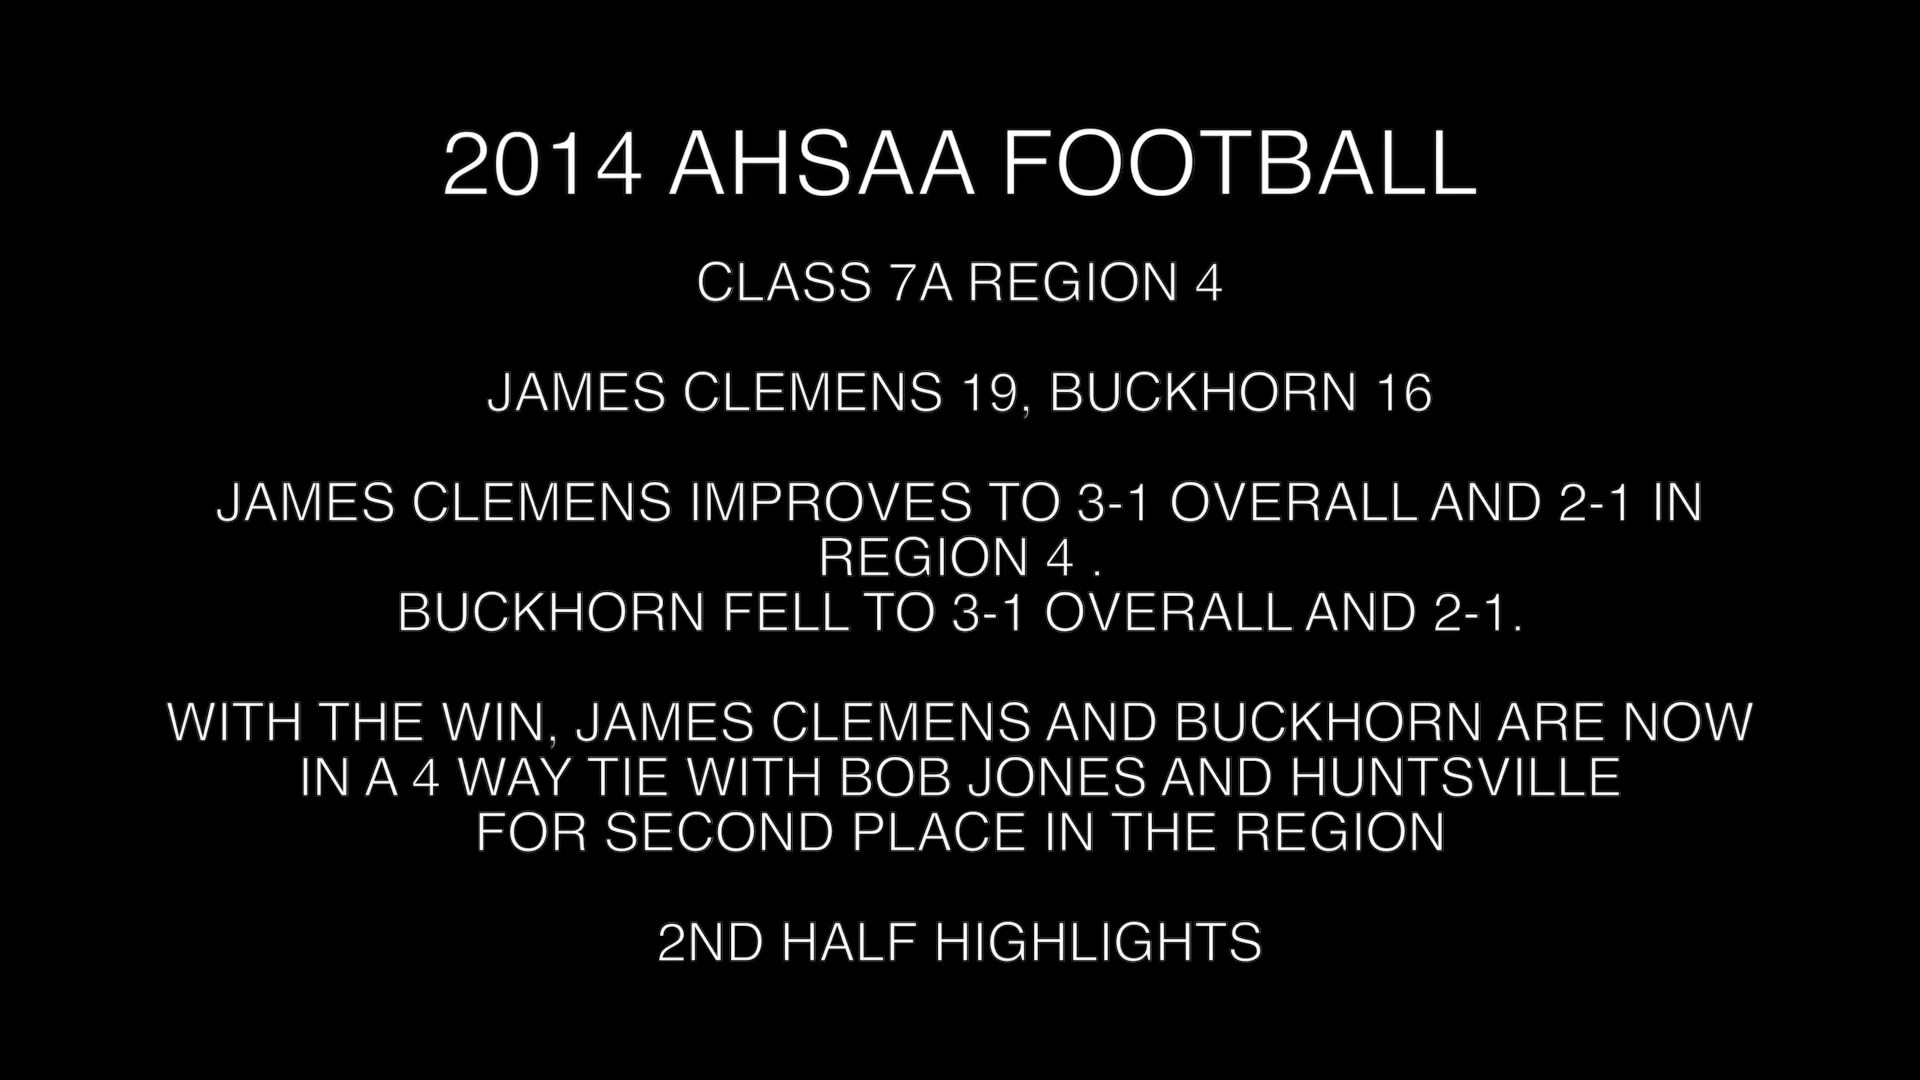 2014 AHSAA FOOTBALL
CLASS 7A REGION 4
JAMES CLEMENS 19, BUCKHORN 16
JAMES CLEMENS IMPROVES TO 3-1 OVERALL AND 2-1 IN
REGION 4 .
BUCKHORN FELL TO 3-1 OVERALL AND 2-1.
WITH THE WIN, JAMES CLEMENS AND BUCKHORN ARE NOW
IN A 4 WAY TIE WITH BOB JONES AND HUNTSVILLE
FOR SECOND PLACE IN THE REGION
2ND HALF HIGHLIGHTS